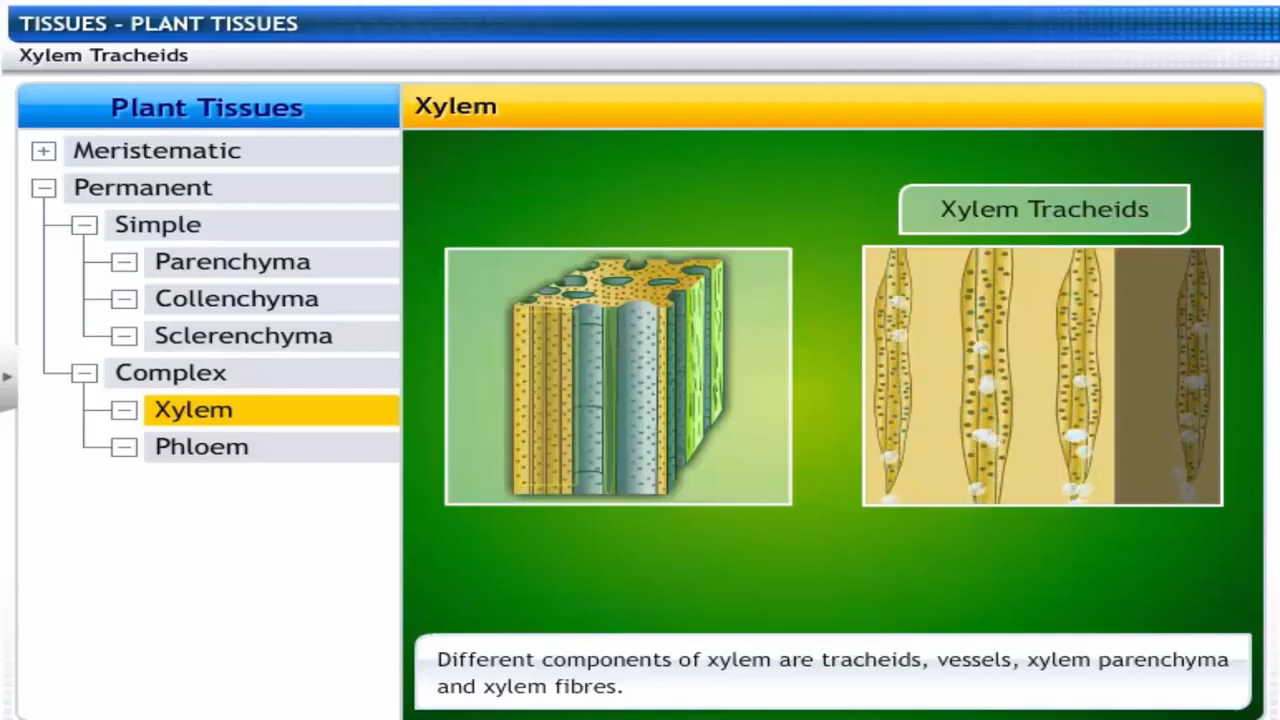 TISSUES - PLANT TISSUES
Xylem Tracheids
Plant Tissues
Meristematic
Permanent
Simple
Parenchyma
Collenchyma
Sclerenchyma
Complex
Xylem
Phloem
Xylem
Xylem Tracheids
Different components of xylem are tracheids, vessels, xylem parenchyma
and xylem fibres.